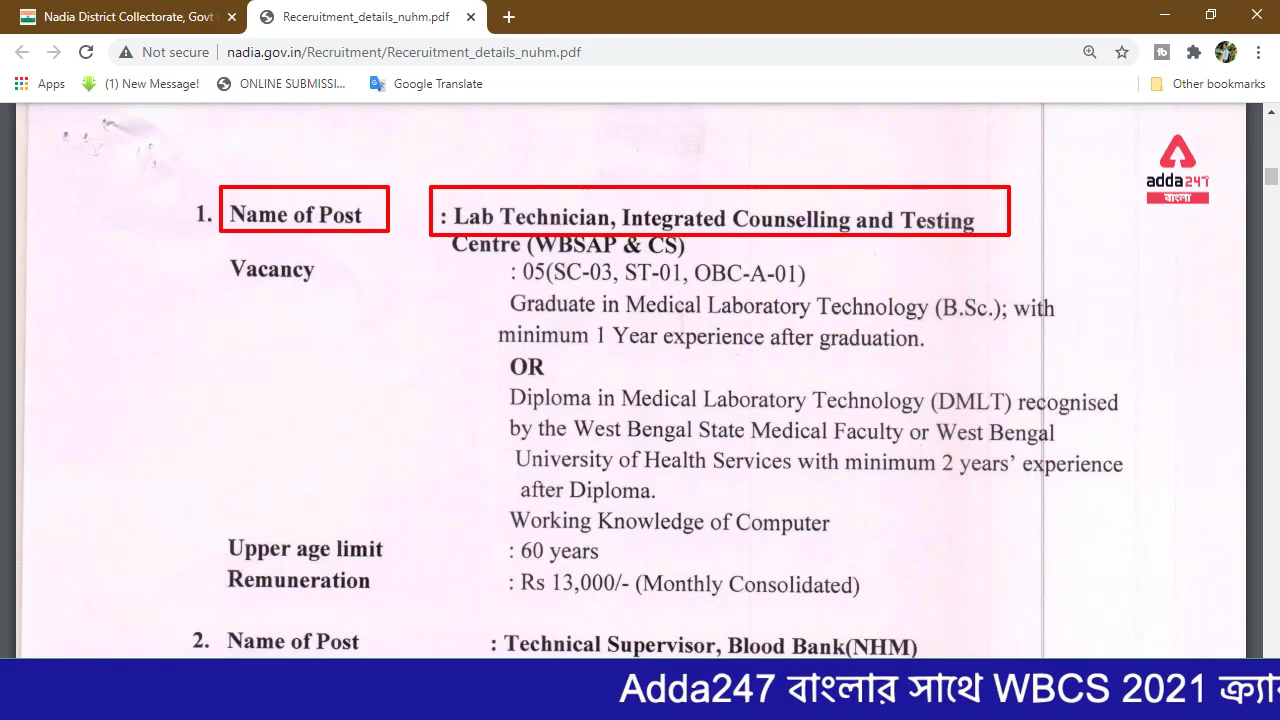 Nadia District Collectorate, Govt
Receruitment_details_nuhm.pdf
Not secure
nadia.gov.in/Recruitment/Receruitment_details_nuhm.pdf
Apps
(1) New Message!
ONLINE SUBMISSI...
Google Translate
Other bookmarks
adda247
বাংলা
1. Name of Post : Lab Technician, Integrated Counselling and Testing
Centre (WBSAP & CS)
Vacancy : 05(SC-03, ST-01, OBC-A-01)
Graduate in Medical Laboratory Technology (B.Sc.); with
minimum 1 Year experience after graduation.
OR
Diploma in Medical Laboratory Technology (DMLT) recognised
by the West Bengal State Medical Faculty or West Bengal
University of Health Services with minimum 2 years' experience
after Diploma.
Working Knowledge of Computer
Upper age limit : 60 years
Remuneration : Rs 13,000/- (Monthly Consolidated)
2. Name of Post : Technical Supervisor, Blood Bank(NHM)
Adda247 বাংলার সাথে WBCS 2021